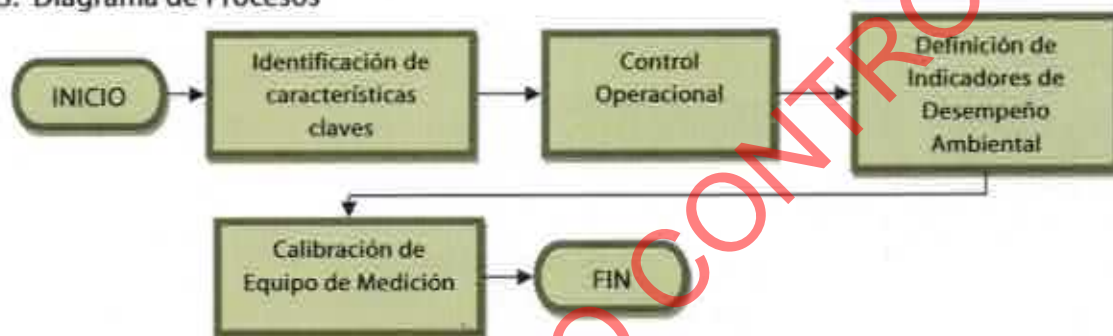 Diagrama de Procesos
INICIO
Identificación de
características
claves
Control
Operacional
Definición de
Indicadores de
Desempeño
Ambiental
Calibración de
Equipo de Medición
FIN